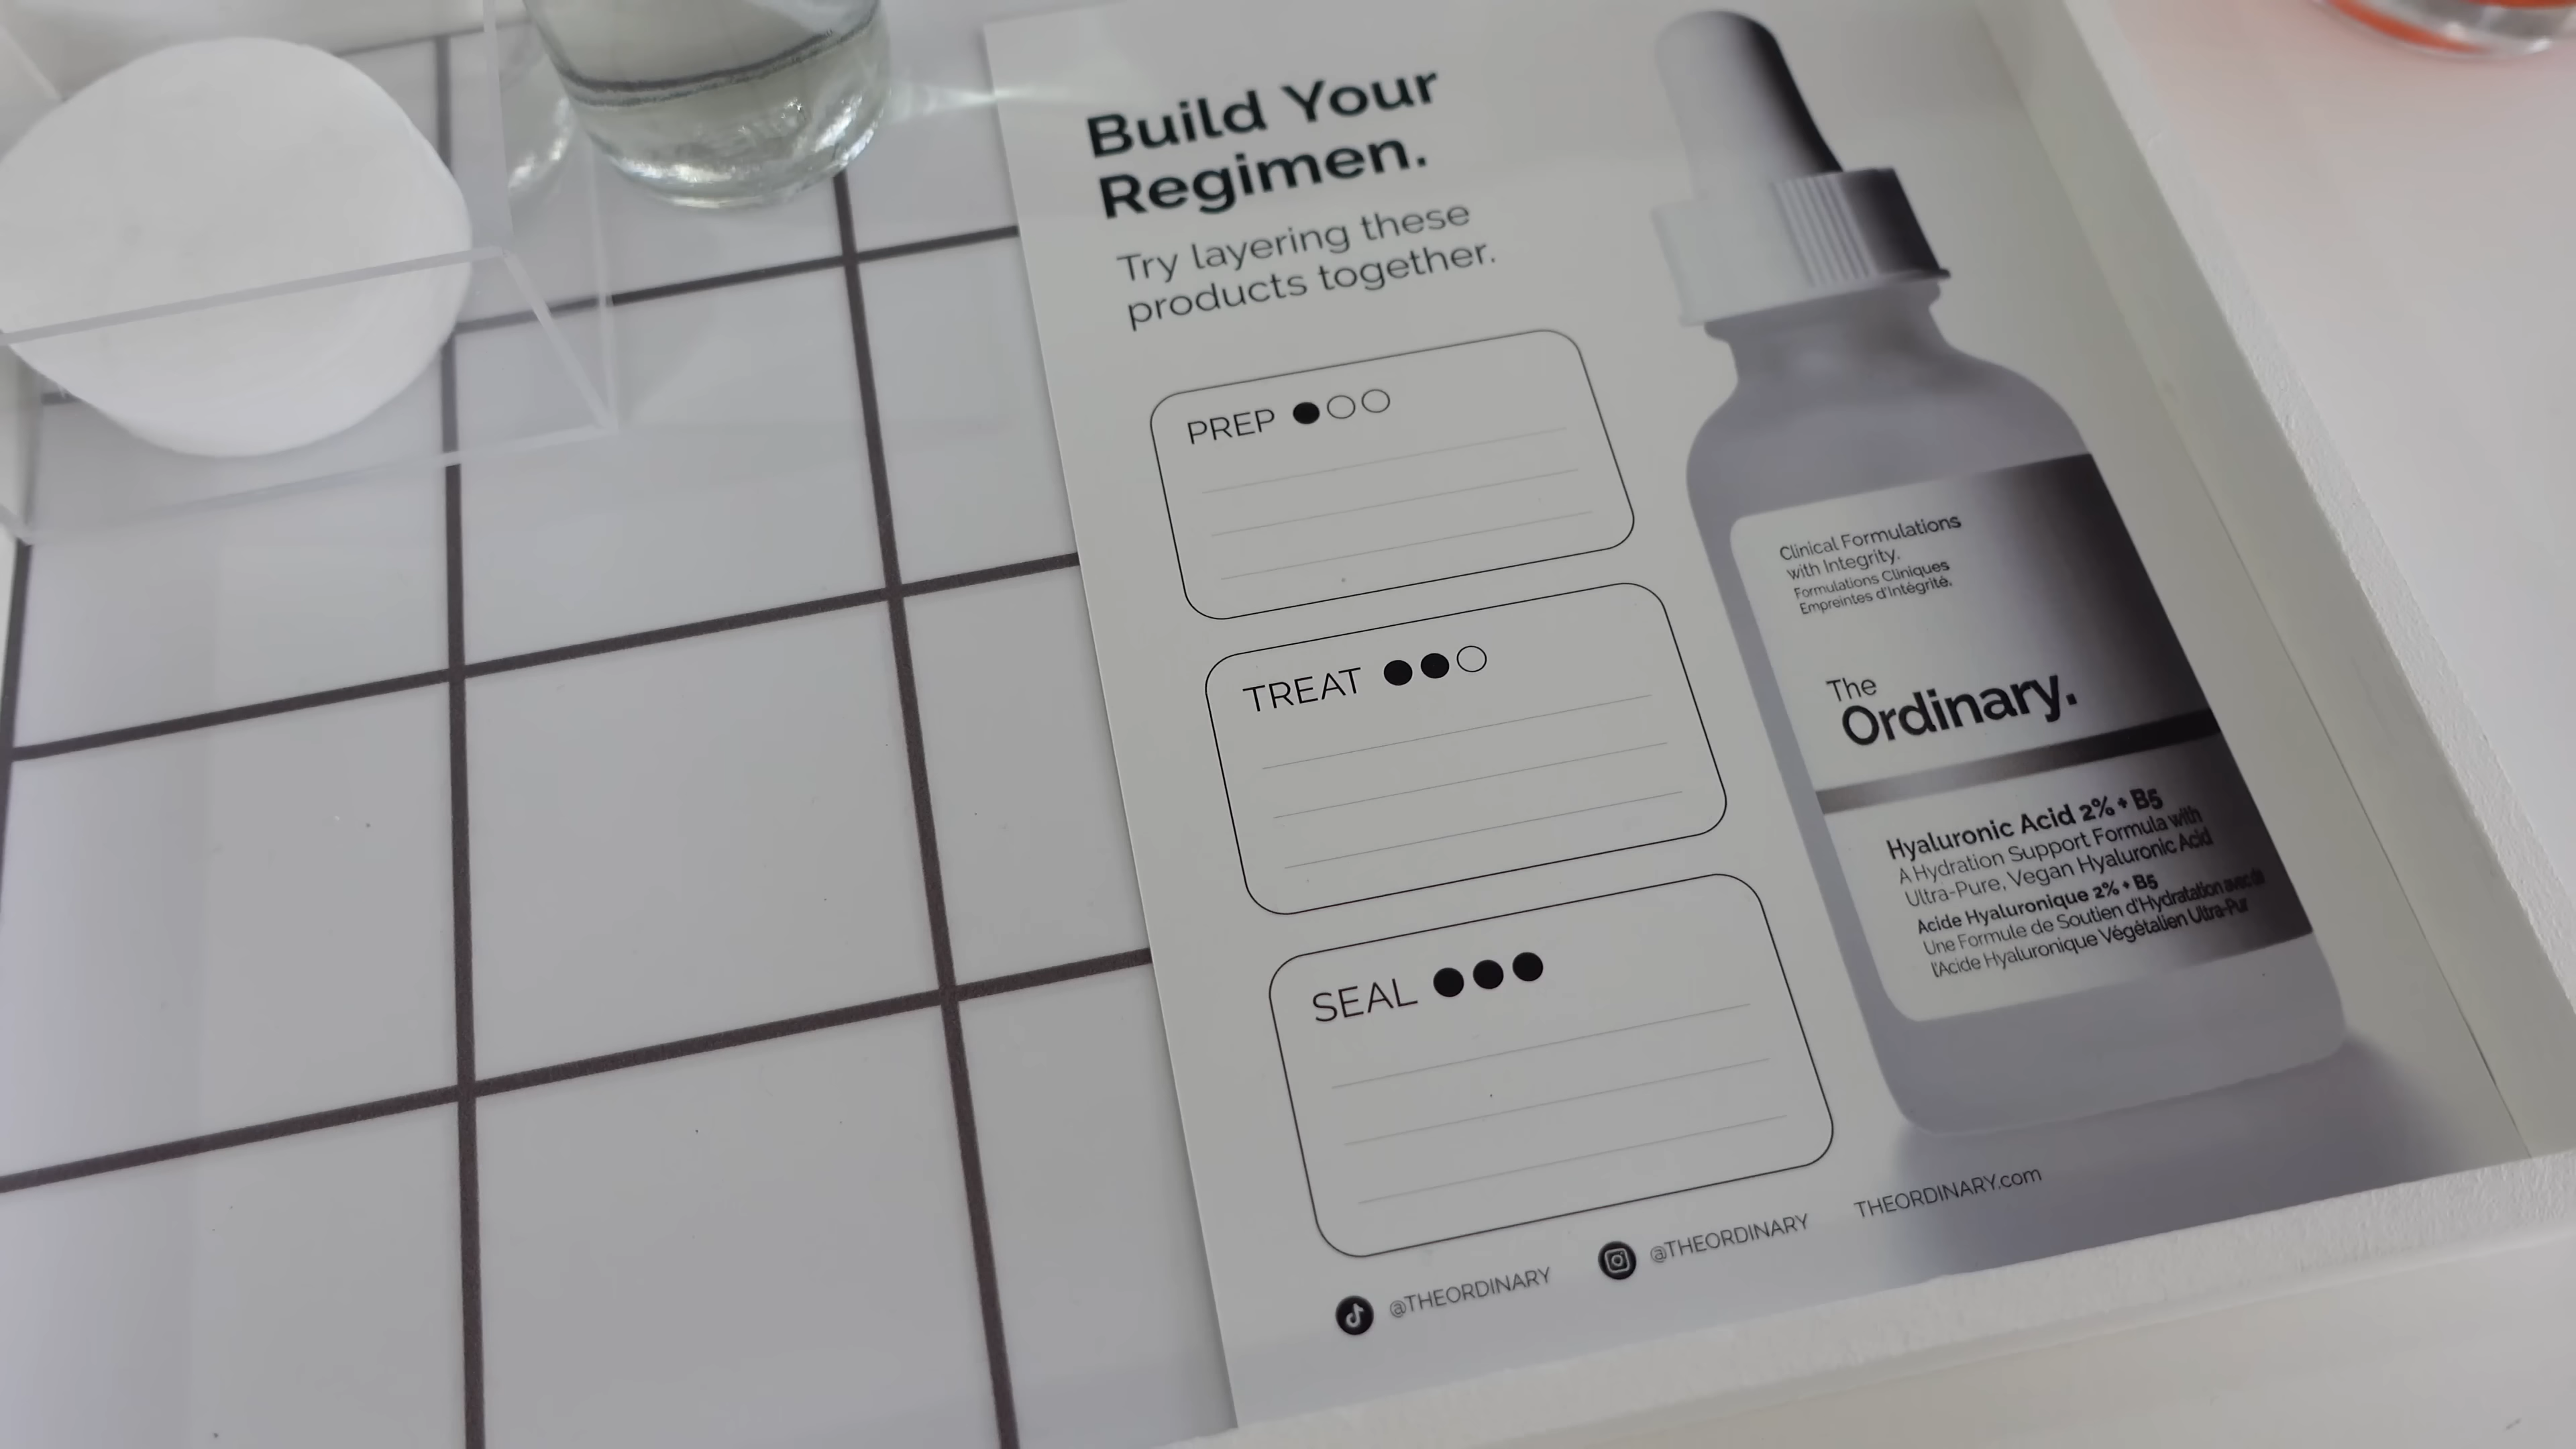 Build Your
Regimen.
Try layering these
products together.
PREP
TREAT
SEAL
@THEORDINARY
@THEORDINARY
THEORDINARY.com
Clinical Formulations
with Integrity.
Formulations Cliniques
Empreintes d'Intégrité.
The
Ordinary.
Hyaluronic Acid 2% + B5
A Hydration Support Formula with
Ultra-Pure, Vegan Hyaluronic Acid
Acide Hyaluronique 2% + B5
Une Formule de Soutien d'Hydratation avec de
l'Acide Hyaluronique Végétalien Ultra-Pur